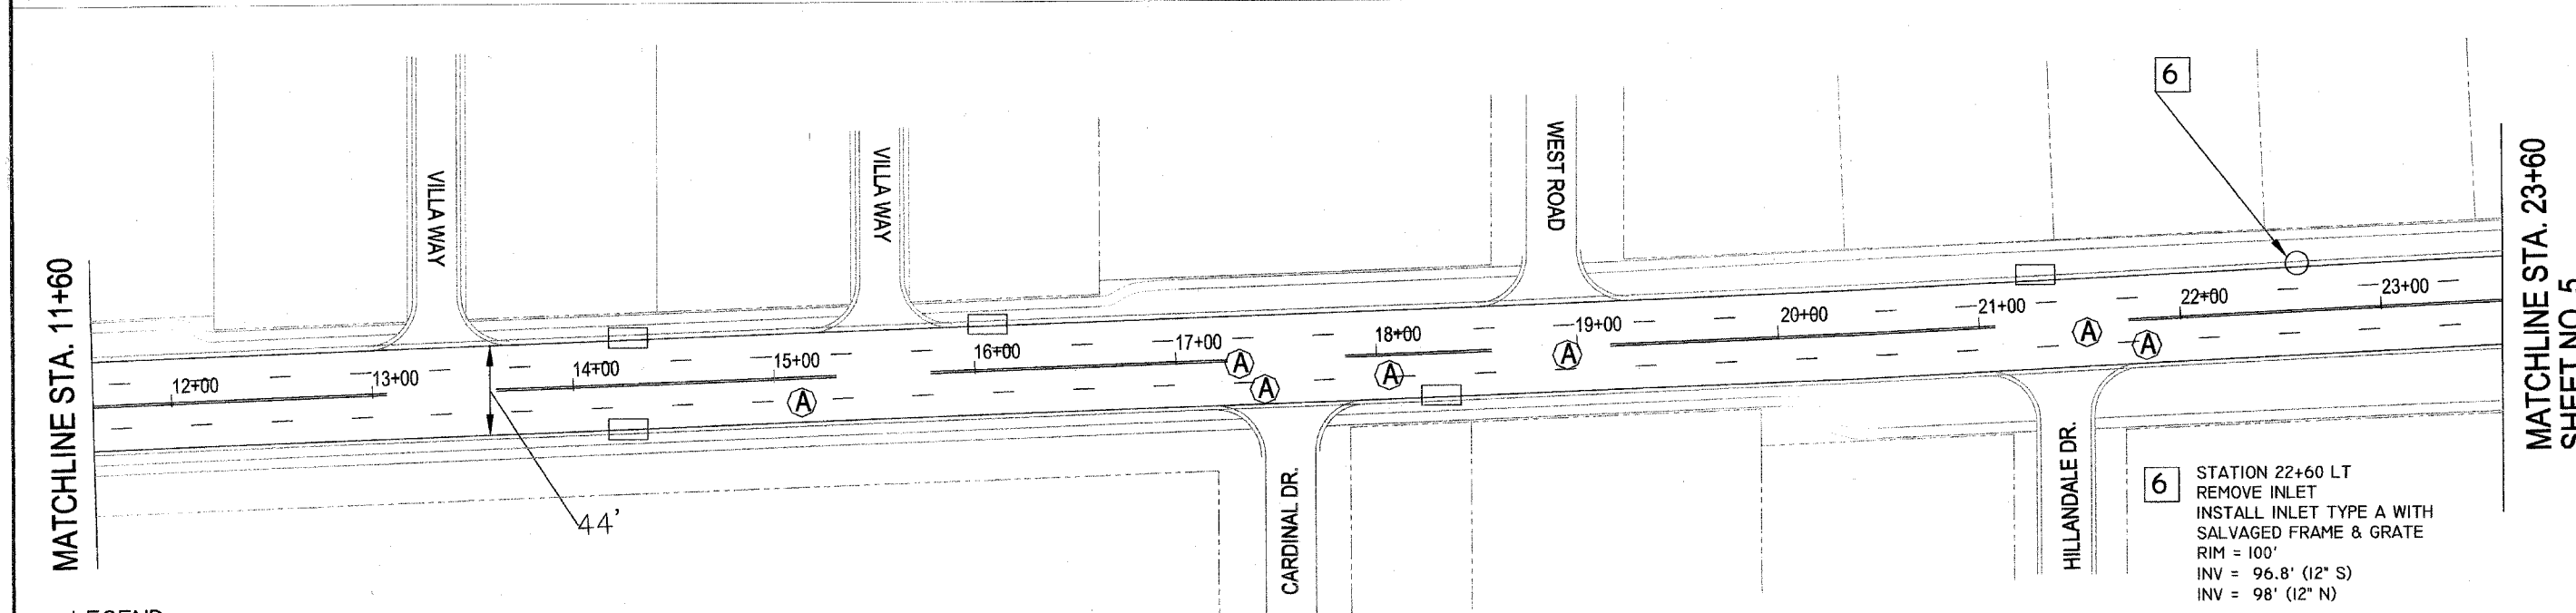 6
VILLA WAY
VILLA WAY
WEST ROAD
MATCHLINE STA. 11+60
MATCHLINE STA. 23+60
SHEET NO. 5
12+00
13+00
14+00
15+00
16+00
17+00
18+00
19+00
20+00
21+00
22+00
23+00
A
A
A
A
A
A
A
44'
CARDINAL DR.
HILLANDALE DR.
6
STATION 22+60 LT
REMOVE INLET
INSTALL INLET TYPE A WITH
SALVAGED FRAME & GRATE
RIM = 100'
INV = 96.8' (12" S)
INV = 98' (12" N)
LEGEND